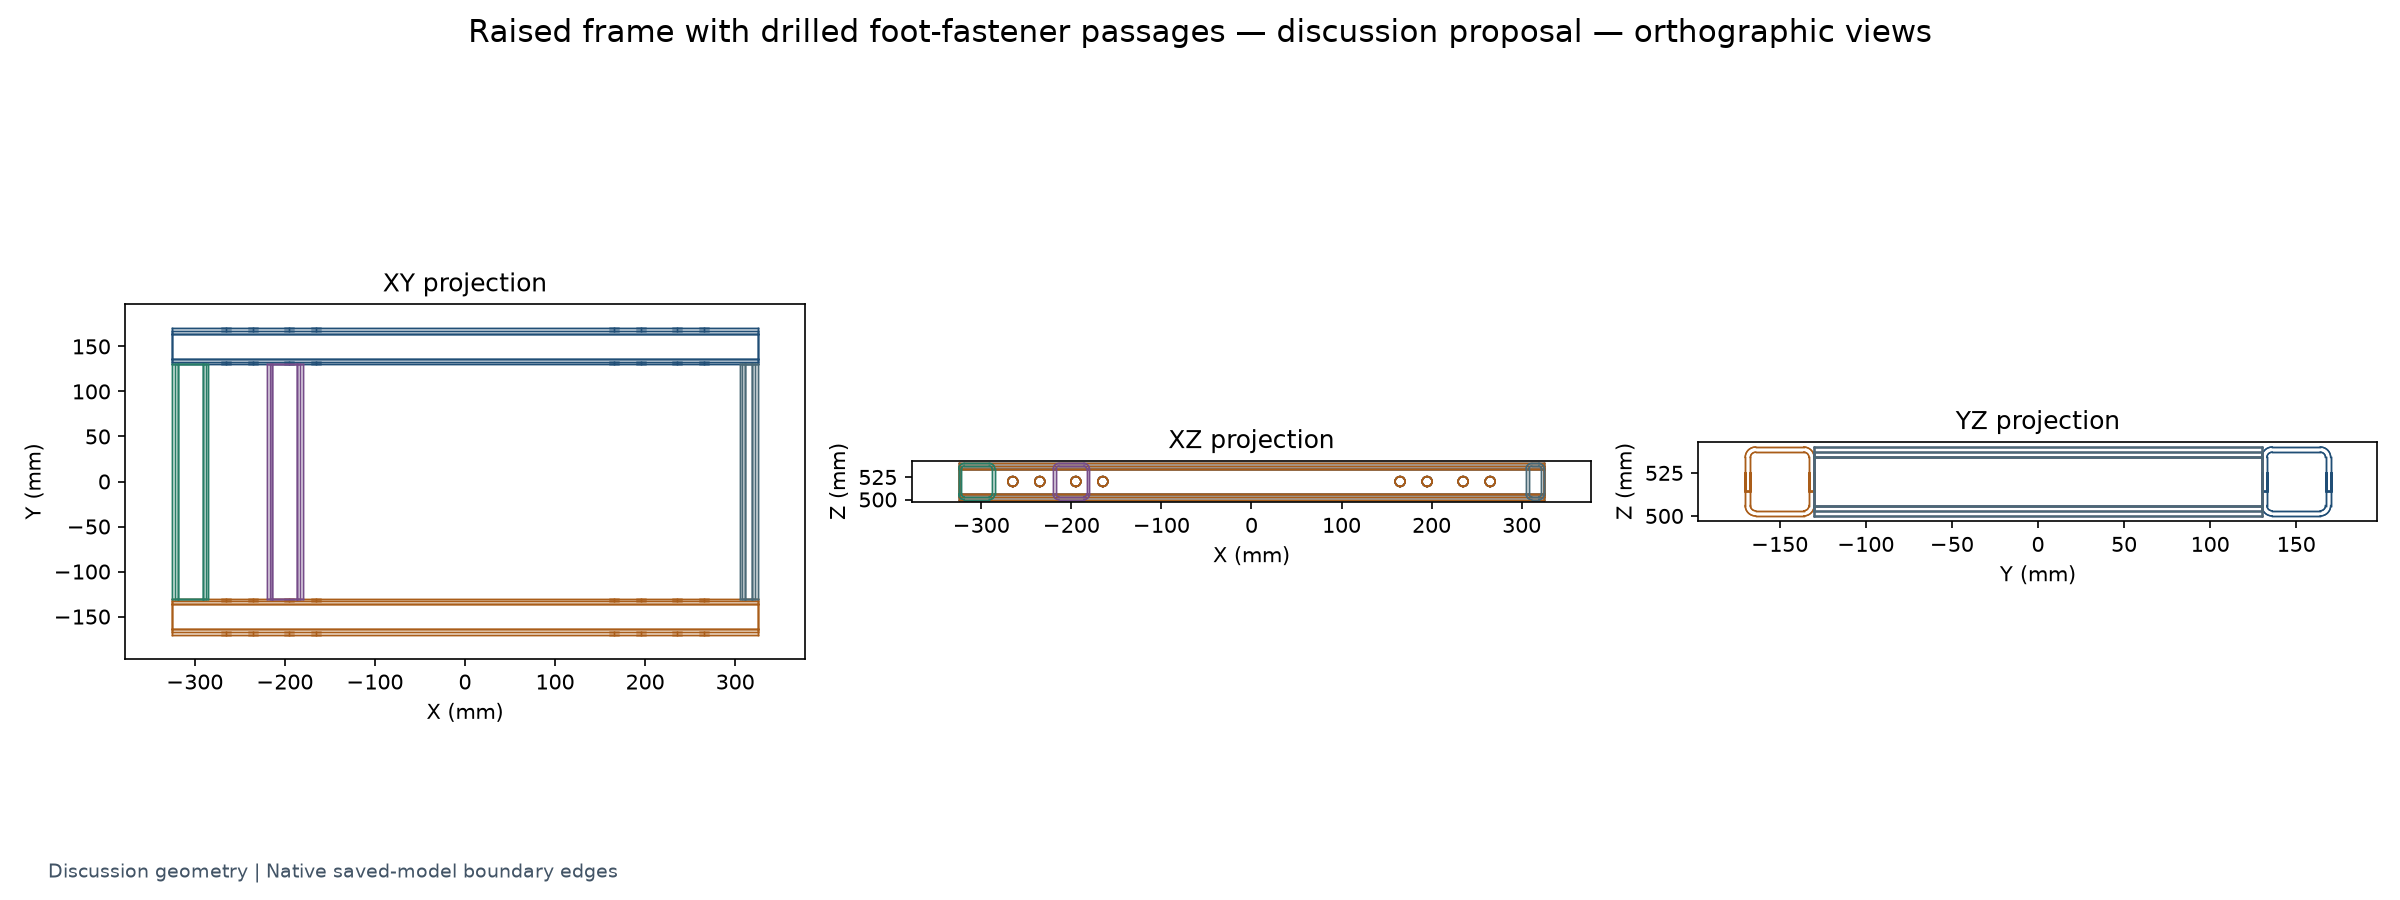 Raised frame with drilled foot-fastener passages — discussion proposal — orthographic views
XY projection
150
100
50
0
−50
−100
−150
Y (mm)
−300 −200 −100 0 100 200 300
X (mm)
XZ projection
525
500
Z (mm)
−300 −200 −100 0 100 200 300
X (mm)
YZ projection
525
500
Z (mm)
−150 −100 −50 0 50 100 150
Y (mm)
Discussion geometry | Native saved-model boundary edges